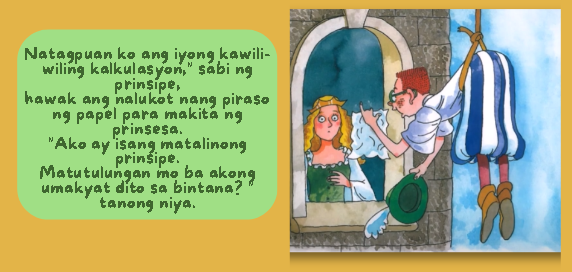 Natagpuan ko ang iyong kawili-
wiling kalkulasyon," sabi ng
prinsipe,
hawak ang nalukot nang piraso
ng papel para makita ng
prinsesa.
"Ako ay isang matalinong
prinsipe.
Matutulungan mo ba akong
umakyat dito sa bintana? "
tanong niya.